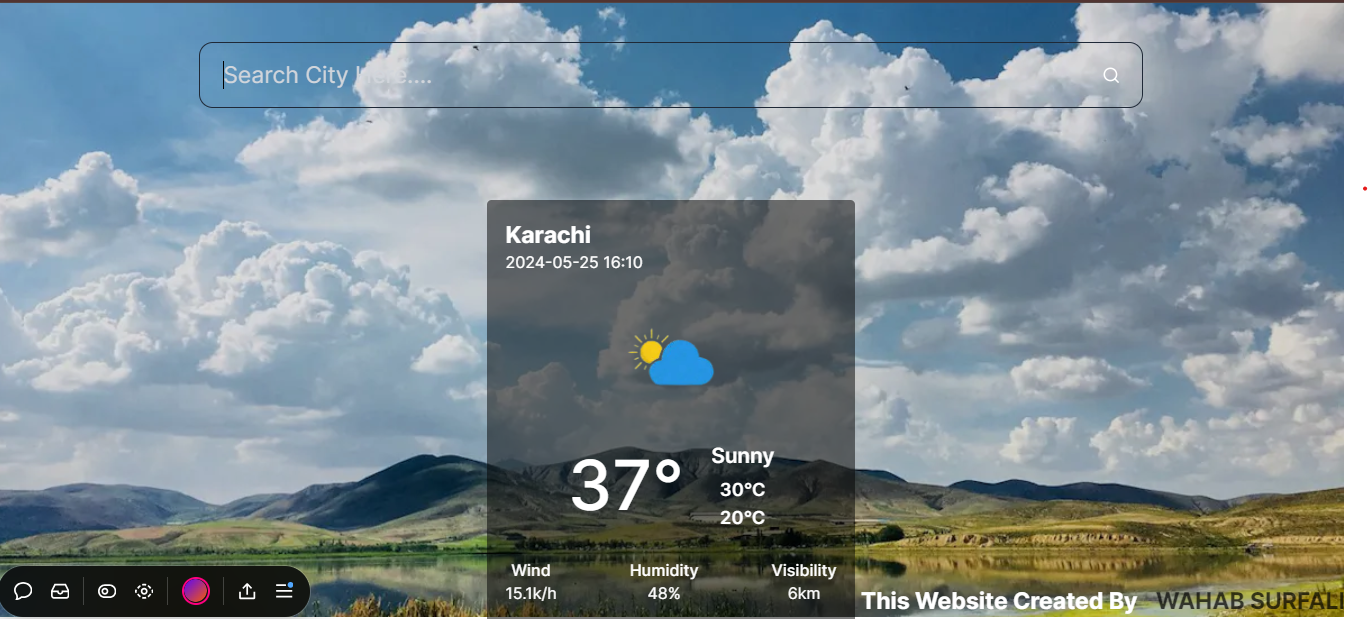 Search City Here....
Karachi
2024-05-25 16:10
37°
Sunny
30°C
20°C
Wind Humidity Visibility
15.1k/h 48% 6km
This Website Created By WAHAB SURFALI